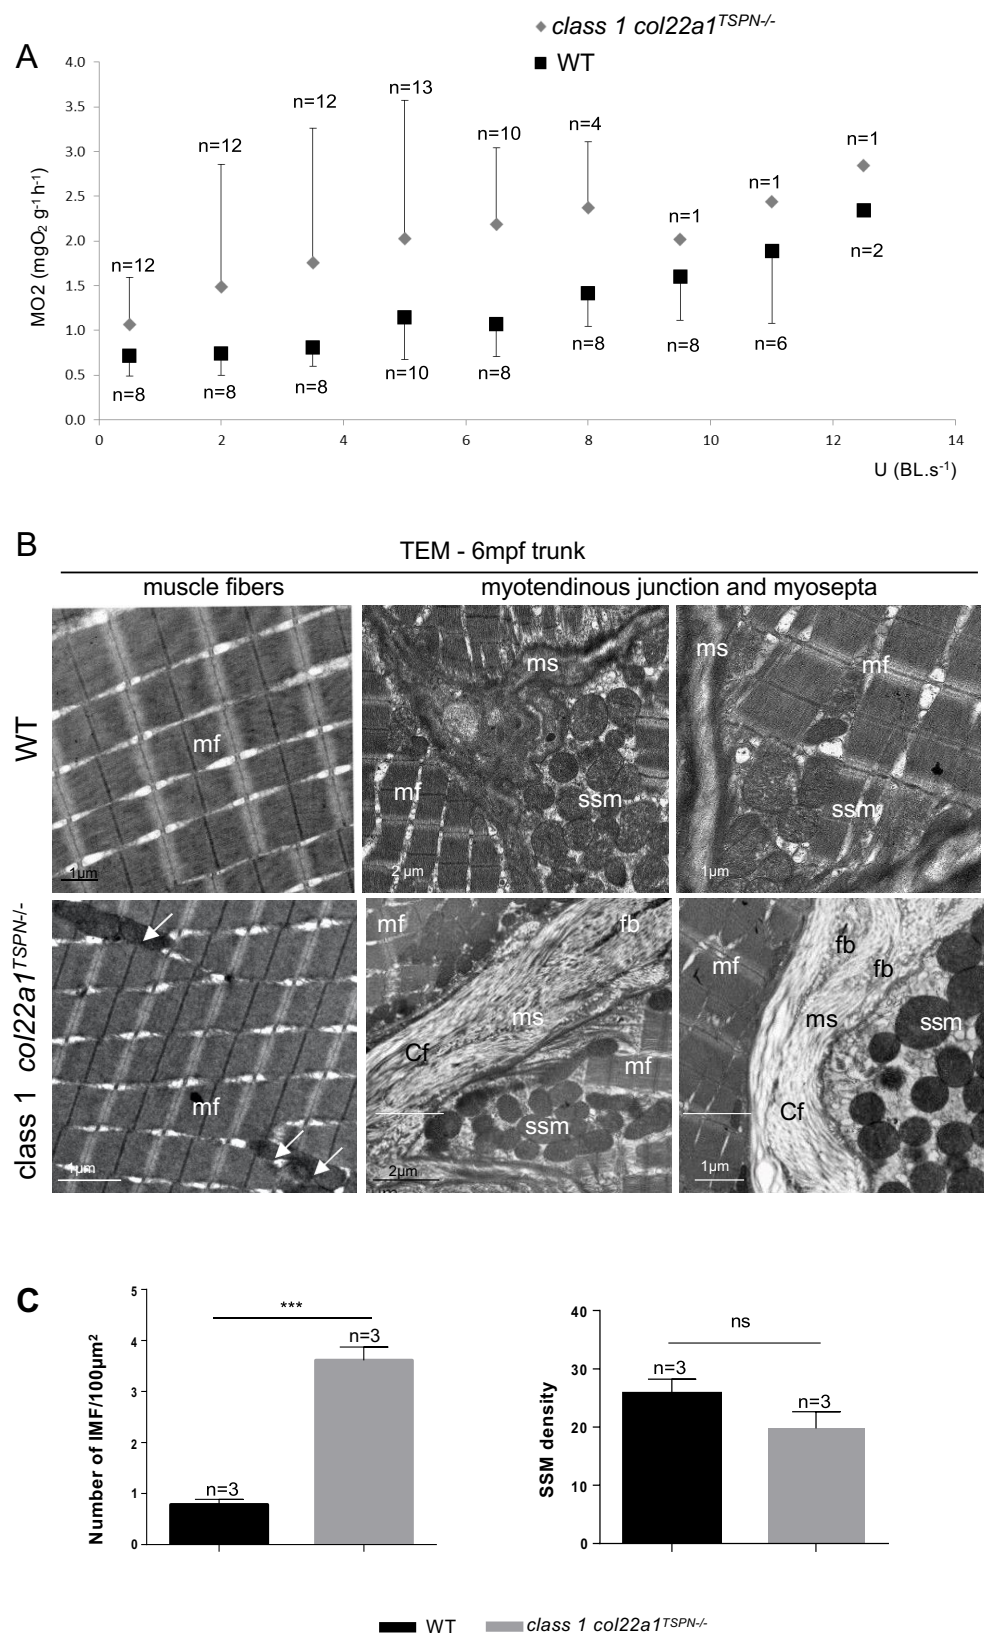 class 1 col22a1TSPN-/-
WT
A
4.0
3.5
3.0
2.5
2.0
1.5
1.0
0.5
0.0
MO2 (mgO₂ g⁻¹ h⁻¹)
n=12
n=12
n=12
n=13
n=10
n=4
n=1
n=1
n=1
n=8
n=8
n=8
n=10
n=8
n=8
n=8
n=6
n=2
0 2 4 6 8 10 12 14
U (BL.s⁻¹)
B
TEM - 6mpf trunk
muscle fibers myotendinous junction and myosepta
WT
mf
1µm
ms
mf
ssm
2 µm
ms
mf
ssm
1µm
class 1 col22a1TSPN-/-
mf
1µm
mf
fb
ms
Cf
mf
ssm
2µm
µm
fb
mf
fb
ms
ssm
Cf
1µm
C
Number of IMF/100µm²
5
4
3
2
1
0
***
n=3
n=3
SSM density
40
30
20
10
0
ns
n=3
n=3
WT class 1 col22a1TSPN-/-